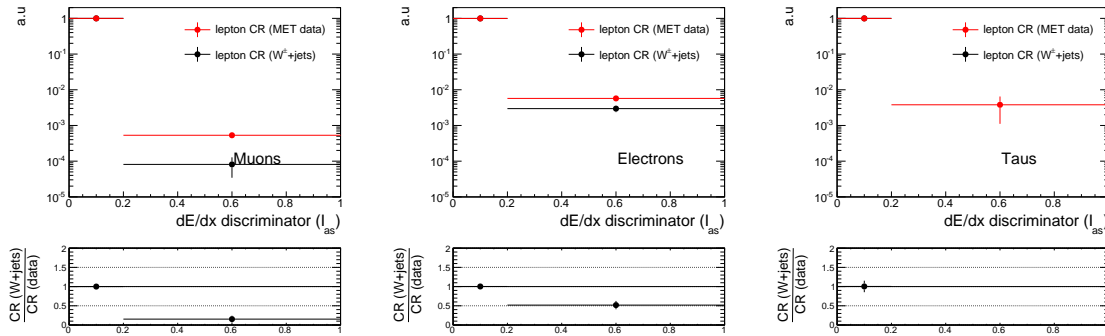 a.u
1
10^-1
10^-2
10^-3
10^-4
10^-5
lepton CR (MET data)
lepton CR (W^±+jets)
Muons
0 0.2 0.4 0.6 0.8 1
dE/dx discriminator (I_as)
CR (W+jets)
CR (data)
2
1.5
1
0.5
0
0 0.2 0.4 0.6 0.8 1
a.u
1
10^-1
10^-2
10^-3
10^-4
10^-5
lepton CR (MET data)
lepton CR (W^±+jets)
Electrons
0 0.2 0.4 0.6 0.8 1
dE/dx discriminator (I_as)
CR (W+jets)
CR (data)
2
1.5
1
0.5
0
0 0.2 0.4 0.6 0.8 1
a.u
1
10^-1
10^-2
10^-3
10^-4
10^-5
lepton CR (MET data)
lepton CR (W^±+jets)
Taus
0 0.2 0.4 0.6 0.8
dE/dx discriminator (I_as)
CR (W+jets)
CR (data)
2
1.5
1
0.5
0
0 0.2 0.4 0.6 0.8